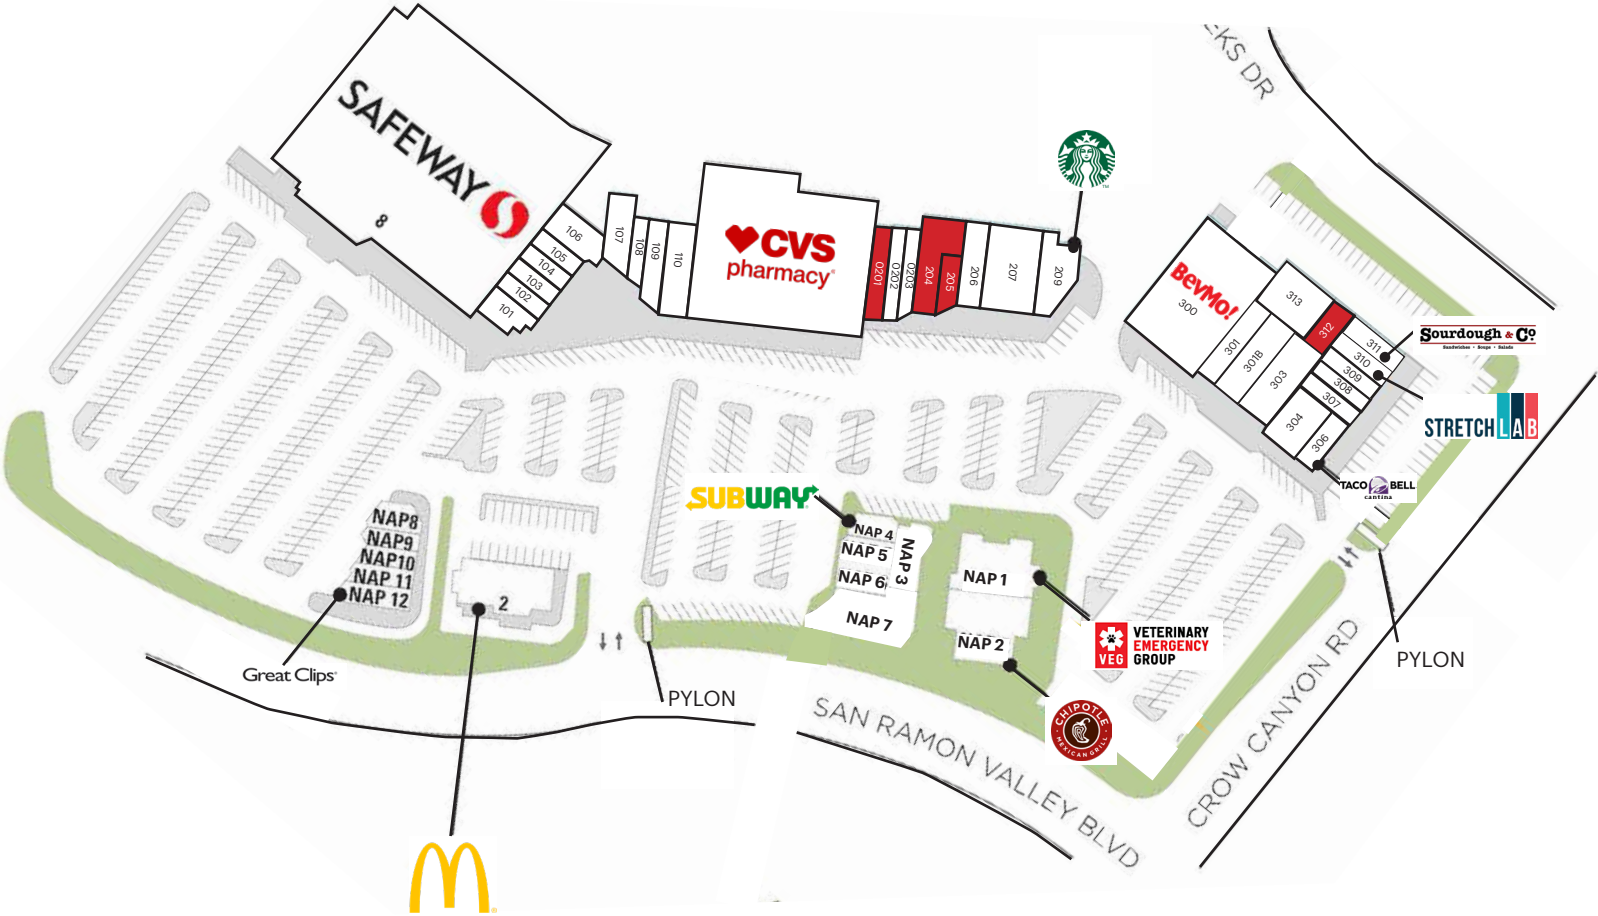 EKS DR
SAFEWAY
8
106
105
104
103
102
101
107
108
109
110
CVS
pharmacy®
0201
0202
0203
204
205
206
207
209
BevMo!
300
313
312
311
310
309
308
307
301
301B
303
304
306
Sourdough & Co
Sandwiches • Soups • Salads
STRETCH LAB
TACO BELL
cantina
SUBWAY
NAP8
NAP9
NAP10
NAP 11
NAP 12
Great Clips®
2
NAP 4
NAP 5
NAP 6
NAP 3
NAP 7
NAP 1
NAP 2
VEG
VETERINARY
EMERGENCY
GROUP
CHIPOTLE
MEXICAN GRILL
PYLON
PYLON
SAN RAMON VALLEY BLVD
CROW CANYON RD